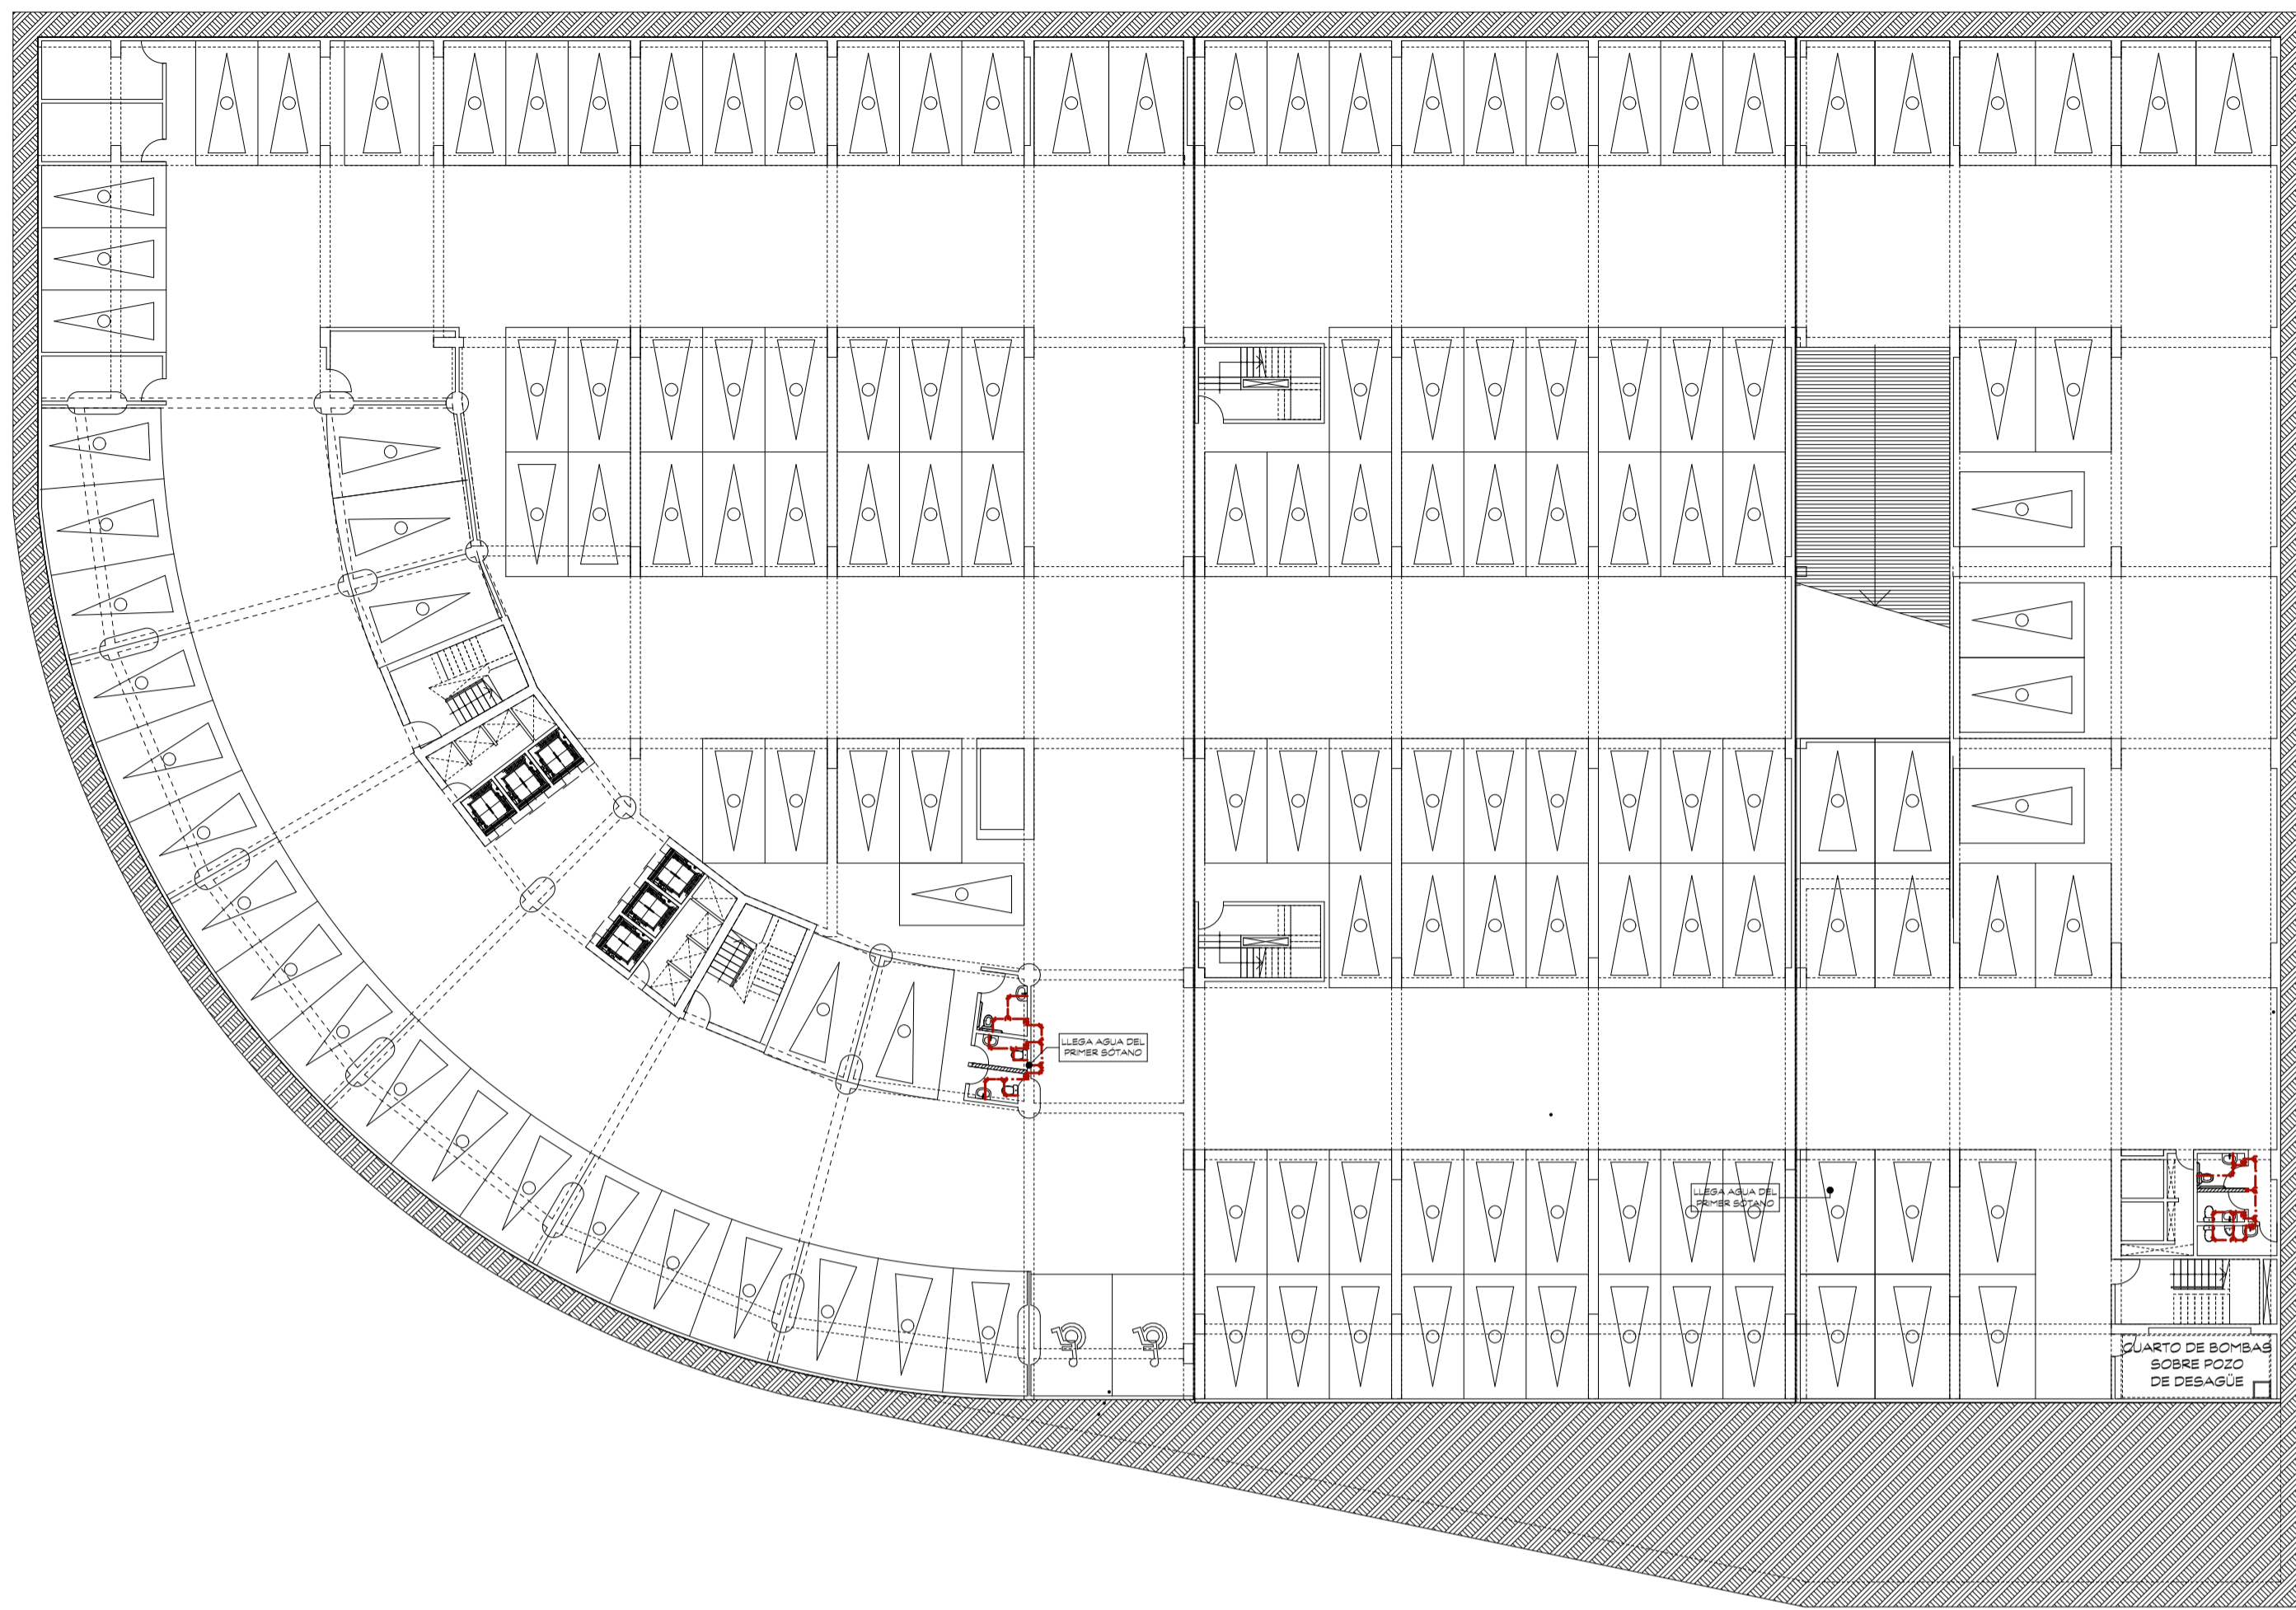 LLEGA AGUA DEL
PRIMER SÓTANO
LLEGA AGUA DEL
PRIMER SÓTANO
CUARTO DE BOMBAS
SOBRE POZO
DE DESAGÜE